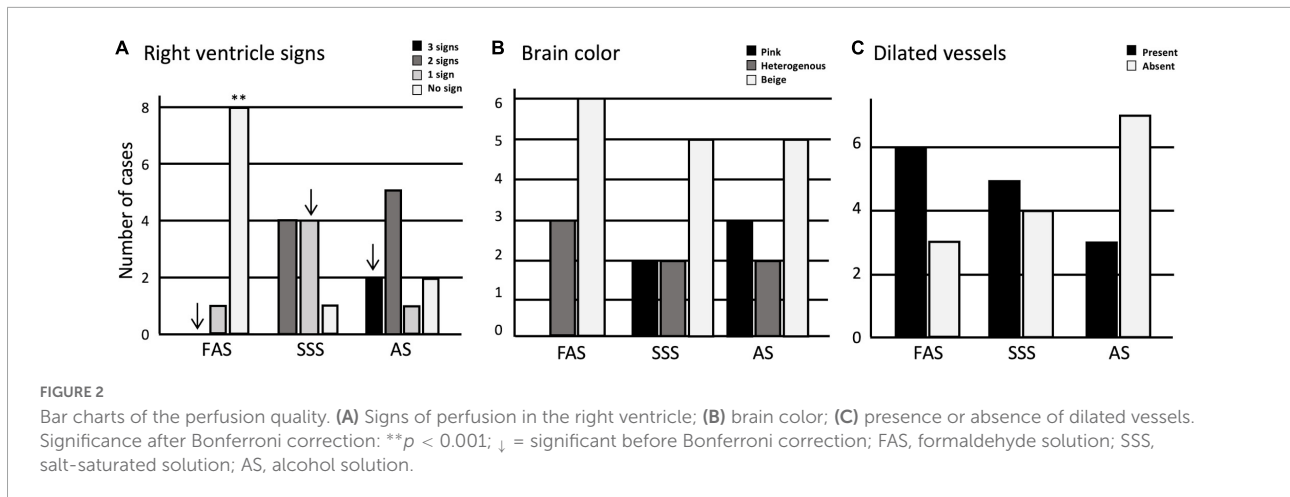 A Right ventricle signs
3 signs
2 signs
1 sign
No sign
Number of cases
8
6
4
2
0
**
↓
↓
↓
FAS SSS AS
B Brain color
Pink
Heterogenous
Beige
6
5
4
3
2
1
0
FAS SSS AS
C Dilated vessels
Present
Absent
6
4
2
0
FAS SSS AS
FIGURE 2
Bar charts of the perfusion quality. (A) Signs of perfusion in the right ventricle; (B) brain color; (C) presence or absence of dilated vessels.
Significance after Bonferroni correction: **p < 0.001; ↓ = significant before Bonferroni correction; FAS, formaldehyde solution; SSS,
salt-saturated solution; AS, alcohol solution.